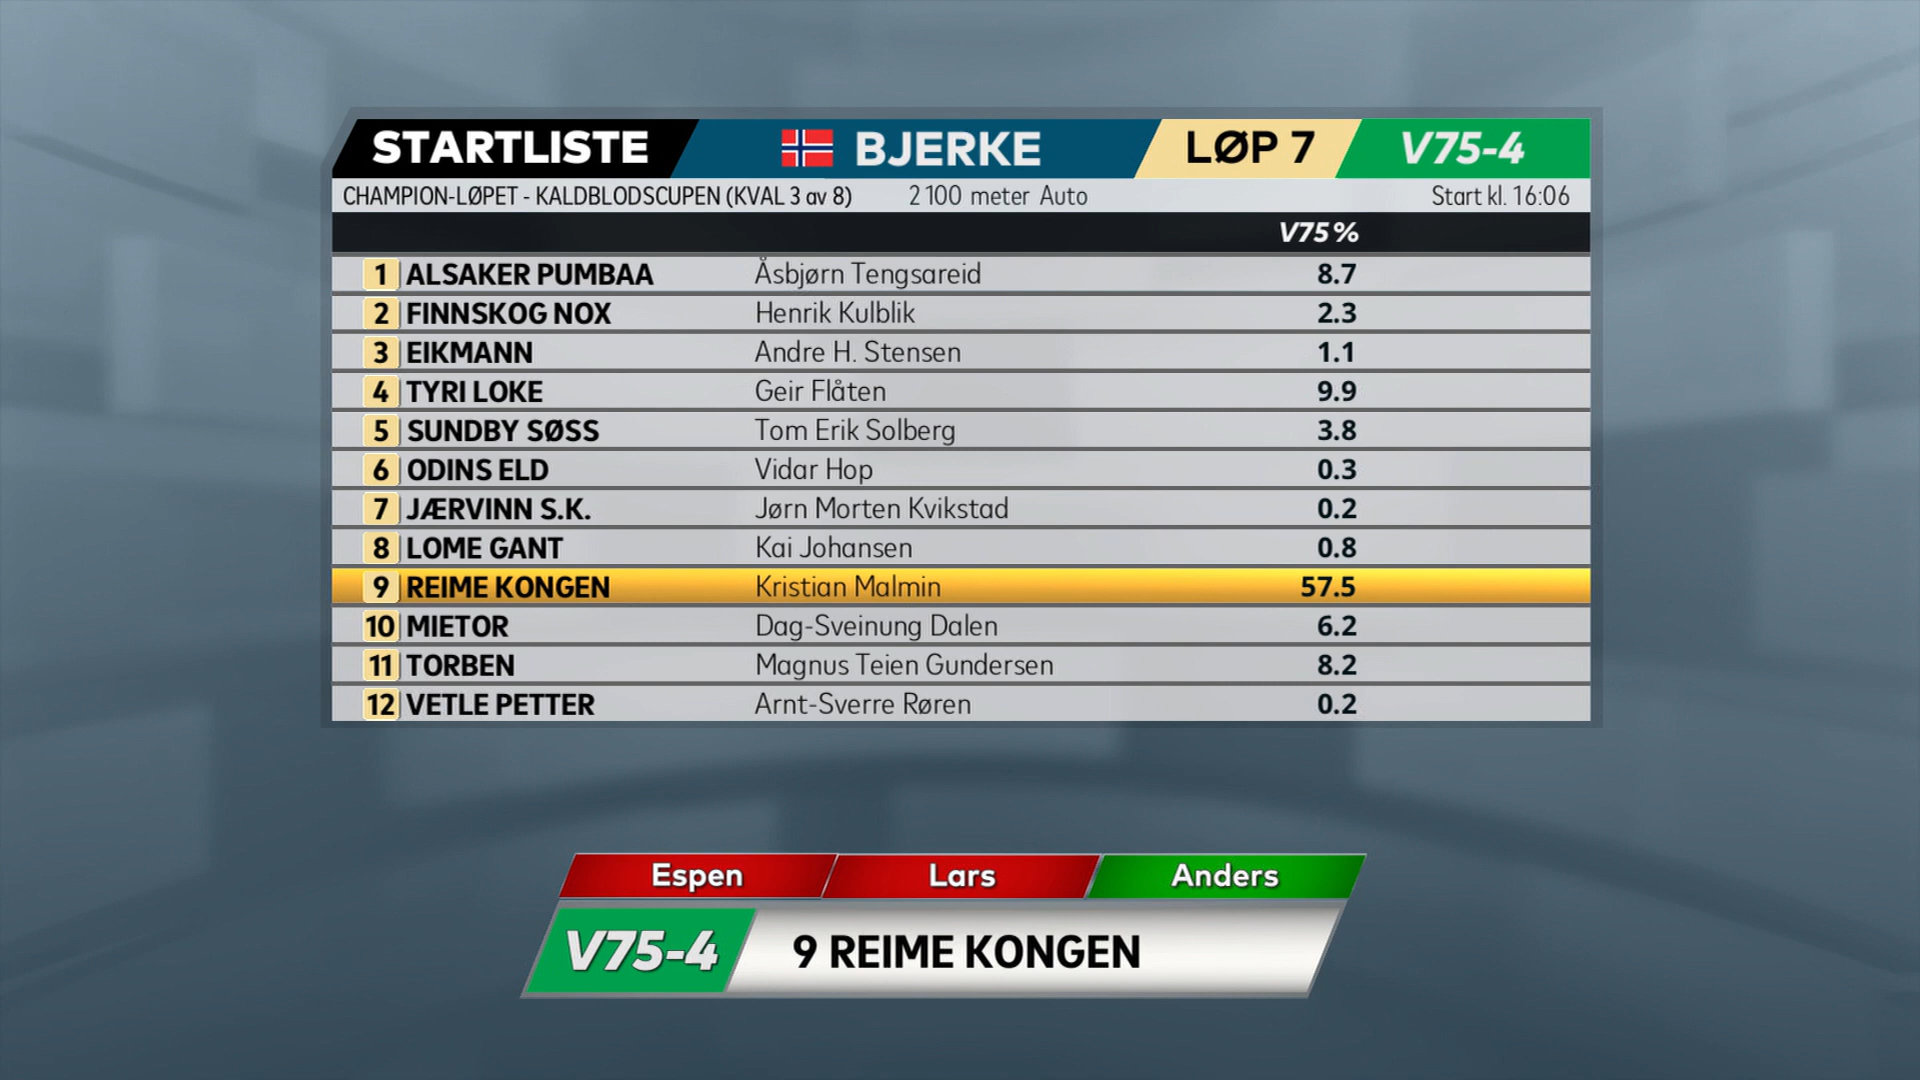 STARTLISTE BJERKE LØP 7 V75-4
CHAMPION-LØPET - KALDBLODSCUPEN (KVAL 3 av 8) 2100 meter Auto Start kl. 16:06
V75%
1 ALSAKER PUMBAA Åsbjørn Tengsareid 8.7
2 FINNSKOG NOX Henrik Kulblik 2.3
3 EIKMANN Andre H. Stensen 1.1
4 TYRI LOKE Geir Flåten 9.9
5 SUNDBY SØSS Tom Erik Solberg 3.8
6 ODINS ELD Vidar Hop 0.3
7 JÆRVINN S.K. Jørn Morten Kvikstad 0.2
8 LOME GANT Kai Johansen 0.8
9 REIME KONGEN Kristian Malmin 57.5
10 MIETOR Dag-Sveinung Dalen 6.2
11 TORBEN Magnus Teien Gundersen 8.2
12 VETLE PETTER Arnt-Sverre Røren 0.2
Espen Lars Anders
V75-4 9 REIME KONGEN